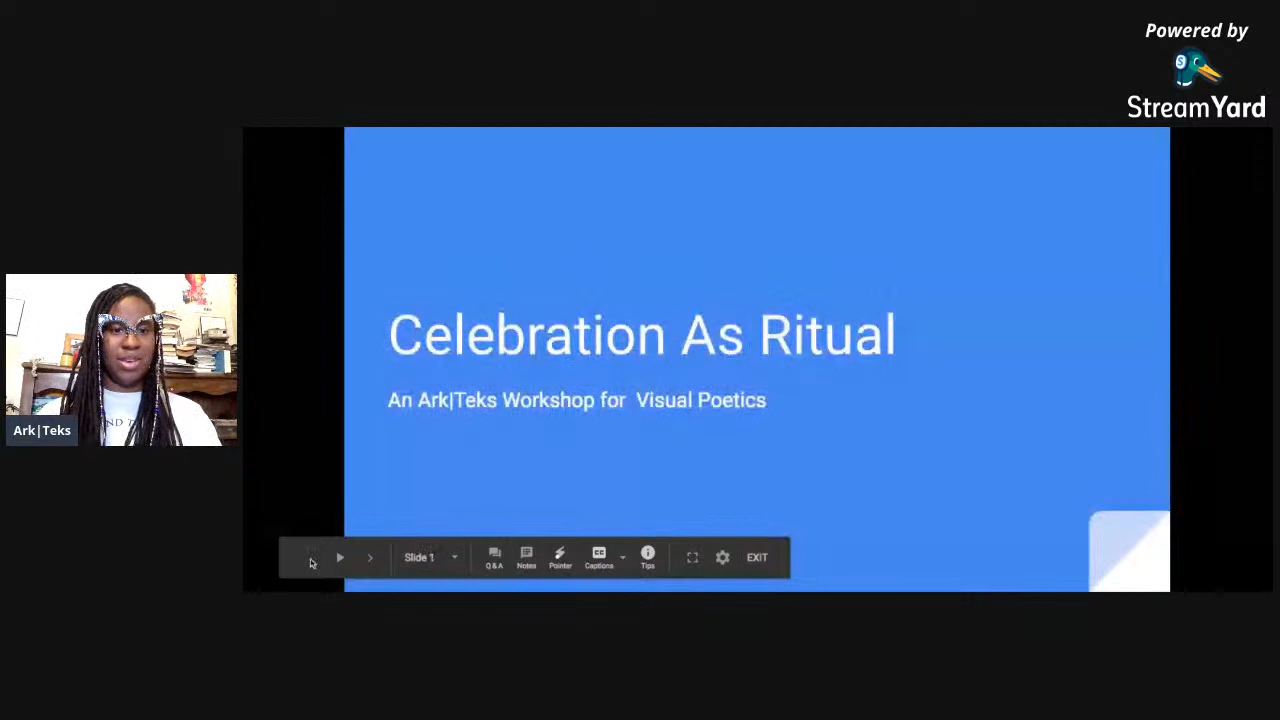 Powered by
StreamYard
Celebration As Ritual
An Ark|Teks Workshop for Visual Poetics
Ark|Teks
Slide 1
Q&A
Notes
Pointer
CC
Captions
Tips
EXIT